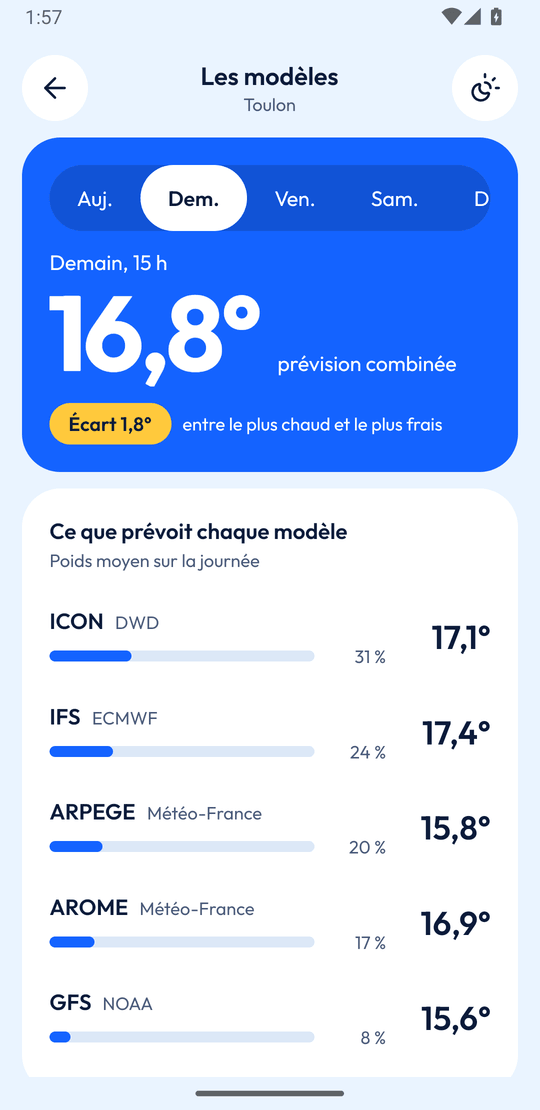 1:57
Les modèles
Toulon
Auj. Dem. Ven. Sam. D
Demain, 15 h
16,8° prévision combinée
Écart 1,8° entre le plus chaud et le plus frais
Ce que prévoit chaque modèle
Poids moyen sur la journée
ICON DWD
31 % 17,1°
IFS ECMWF
24 % 17,4°
ARPEGE Météo-France
20 % 15,8°
AROME Météo-France
17 % 16,9°
GFS NOAA
8 % 15,6°